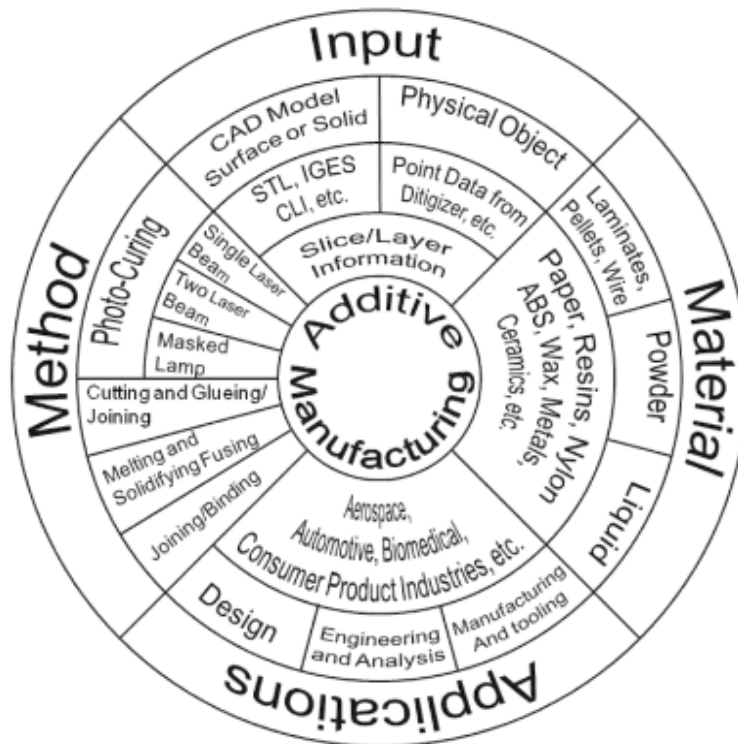 Input
CAD Model
Surface or Solid
Physical Object
STL, IGES
CLI, etc.
Point Data from
Ditigizer, etc.
Slice/Layer
Information
Additive
Manufacturing
Material
Laminates,
Pellets, Wire
Powder
Liquid
Paper, Resins, Nylon
ABS, Wax, Metals,
Ceramics, etc.
Method
Photo-Curing
Single Laser
Beam
Two Laser
Beam
Masked
Lamp
Cutting and Glueing/
Joining
Melting and
Solidifying Fusing
Joining/Binding
Aerospace,
Automotive, Biomedical,
Consumer Product Industries, etc.
Design
Engineering
and Analysis
Manufacturing
And tooling
Applications